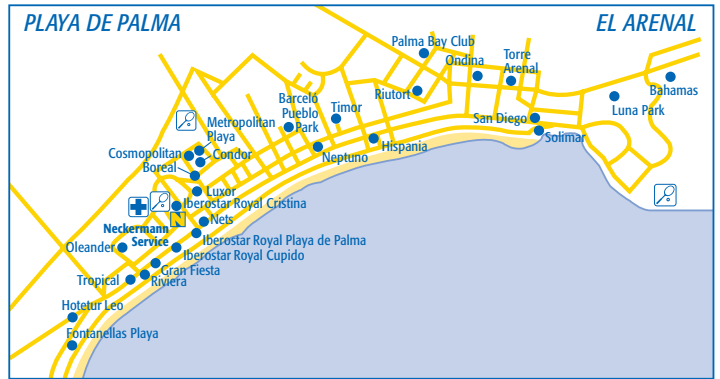 PLAYA DE PALMA
EL ARENAL
Palma Bay Club
Ondina
Torre
Arenal
Bahamas
Riutort
Luna Park
Barceló
Pueblo
Park
Timor
San Diego
Solimar
Metropolitan
Playa
Hispania
Neptuno
Cosmopolitan
Condor
Boreal
Luxor
Iberostar Royal Cristina
N
Nets
Neckermann
Service
Iberostar Royal Playa de Palma
Oleander
Iberostar Royal Cupido
Gran Fiesta
Tropical
Riviera
Hotetur Leo
Fontanellas Playa